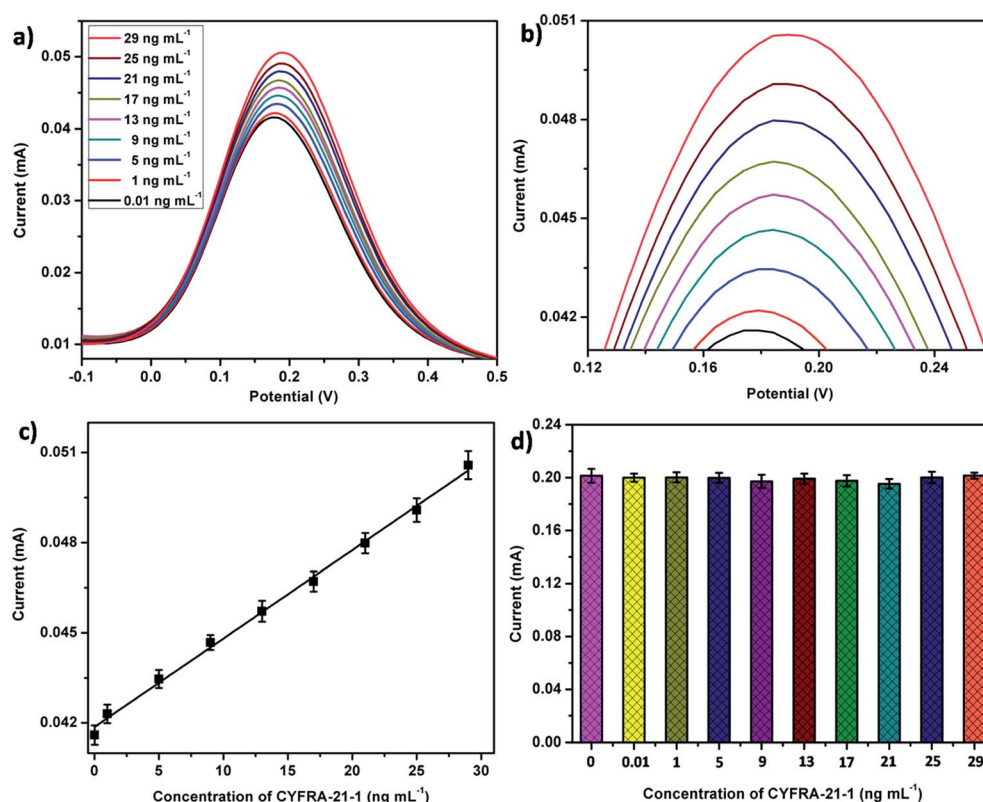 a)
29 ng mL⁻¹
25 ng mL⁻¹
21 ng mL⁻¹
17 ng mL⁻¹
13 ng mL⁻¹
9 ng mL⁻¹
5 ng mL⁻¹
1 ng mL⁻¹
0.01 ng mL⁻¹
0.05
0.04
0.03
0.02
0.01
Current (mA)
-0.1 0.0 0.1 0.2 0.3 0.4 0.5
Potential (V)
b)
0.051
0.048
0.045
0.042
Current (mA)
0.12 0.16 0.20 0.24
Potential (V)
c)
0.051
0.048
0.045
0.042
Current (mA)
0 5 10 15 20 25 30
Concentration of CYFRA-21-1 (ng mL⁻¹)
d)
0.24
0.20
0.16
0.12
0.08
0.04
0.00
Current (mA)
0 0.01 1 5 9 13 17 21 25 29
Concentration of CYFRA-21-1 (ng mL⁻¹)